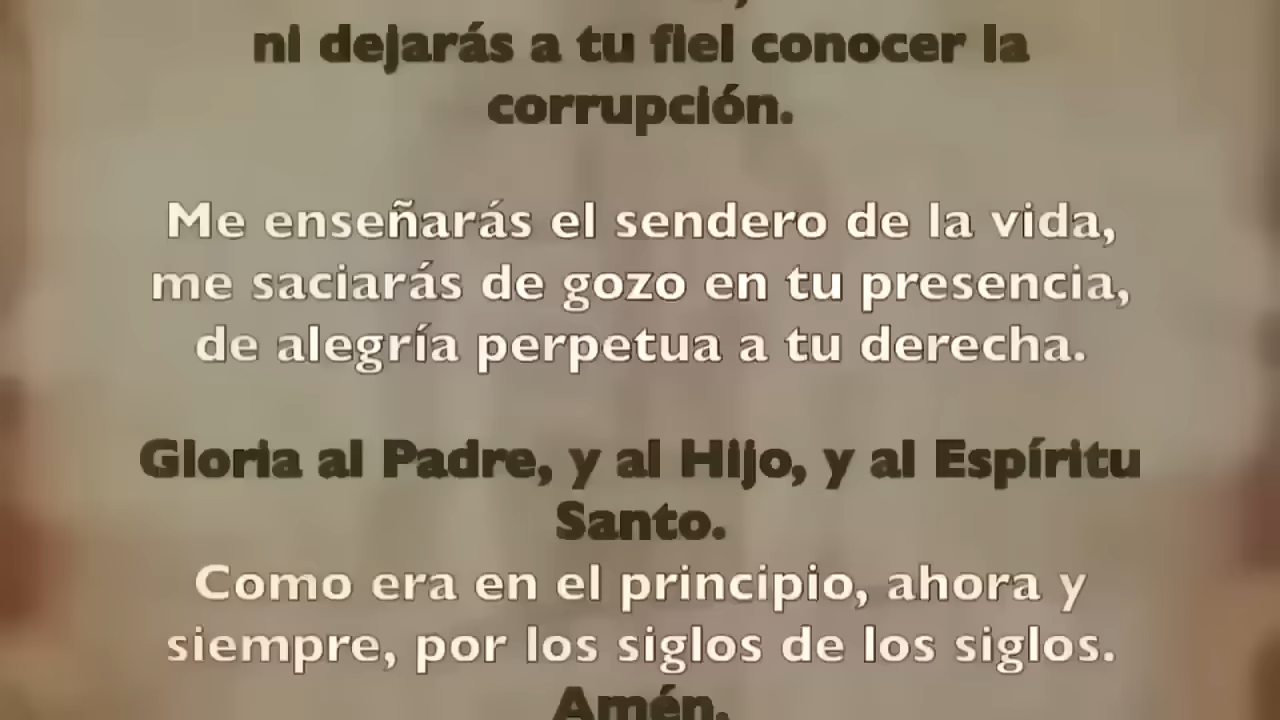 ni dejarás a tu fiel conocer la
corrupción.
Me enseñarás el sendero de la vida,
me saciarás de gozo en tu presencia,
de alegría perpetua a tu derecha.
Gloria al Padre, y al Hijo, y al Espíritu
Santo.
Como era en el principio, ahora y
siempre, por los siglos de los siglos.
Amén.